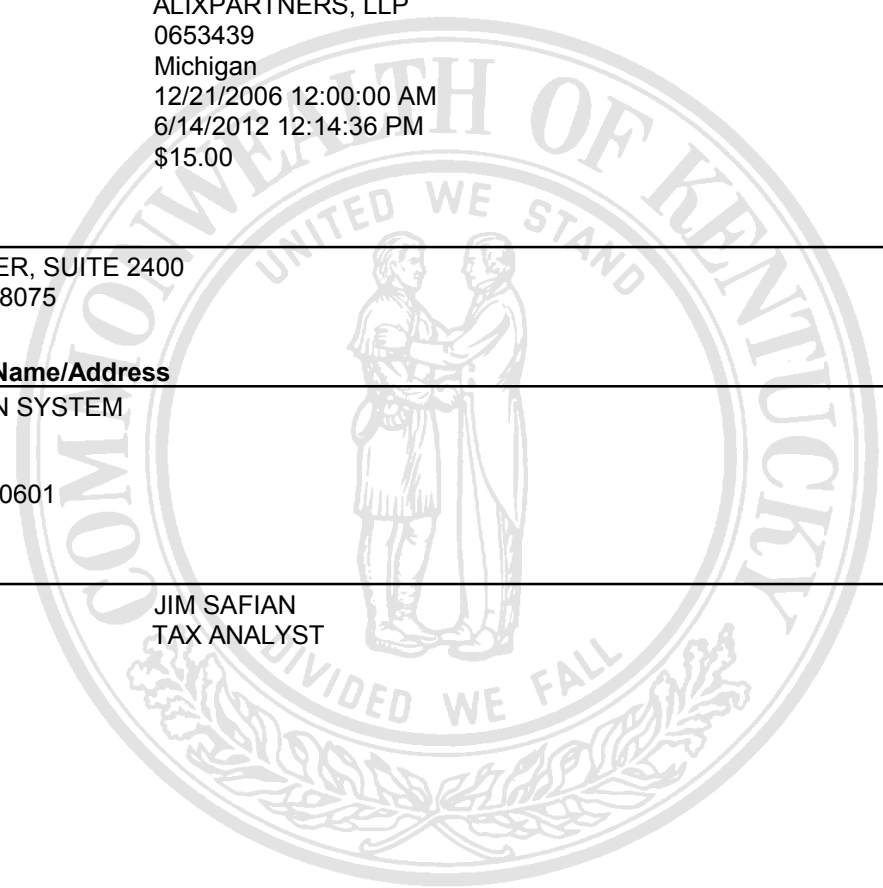 ALIXPARTNERS, LLP
0653439
Michigan
12/21/2006 12:00:00 AM
6/14/2012 12:14:36 PM
$15.00
ER, SUITE 2400
8075
Name/Address
N SYSTEM
0601
JIM SAFIAN
TAX ANALYST
COMMONWEALTH OF KENTUCKY
UNITED WE STAND
DIVIDED WE FALL